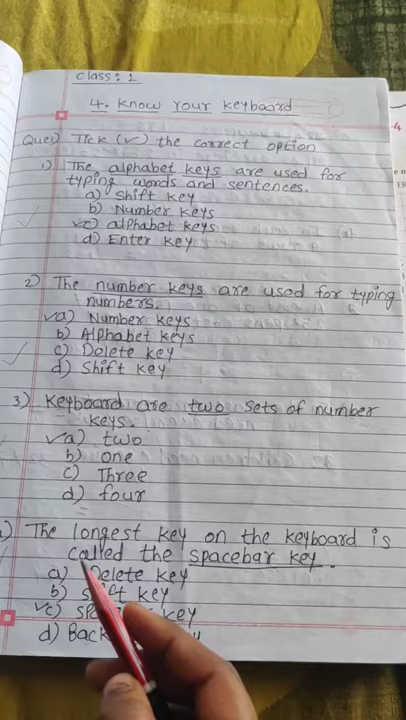 class: 1
4. Know your keyboard
Que1) Tick (✓) the correct option
1) The alphabet keys are used for
typing words and sentences.
a) Shift key
b) Number keys
✓c) alphabet keys
d) Enter key
2) The number keys are used for typing
numbers.
✓a) Number keys
b) Alphabet keys
c) Delete key
d) Shift key
3) Keyboard are two sets of number
keys.
✓a) two
b) one
c) Three
d) four
The longest key on the keyboard is
called the spacebar key.
a) Delete key
b) Shift key
✓c) key
d)